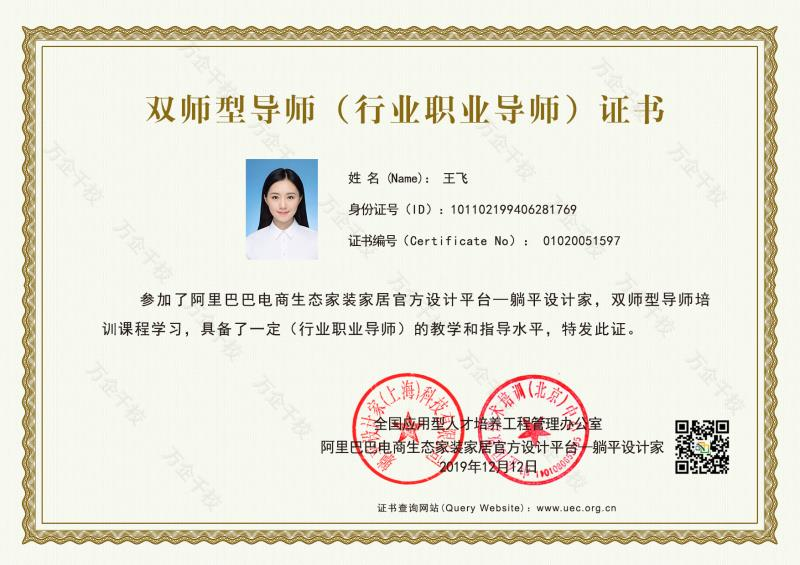 双师型导师（行业职业导师）证书
姓 名 (Name)： 王飞
身份证号（ID）：101102199406281769
证书编号（Certificate No）： 01020051597
参加了阿里巴巴电商生态家装家居官方设计平台—躺平设计家，双师型导师培
训课程学习，具备了一定（行业职业导师）的教学和指导水平，特发此证。
全国应用型人才培养工程管理办公室
阿里巴巴电商生态家装家居官方设计平台—躺平设计家
2019年12月12日
证书查询网站(Query Website)：www.uec.org.cn
万企千校